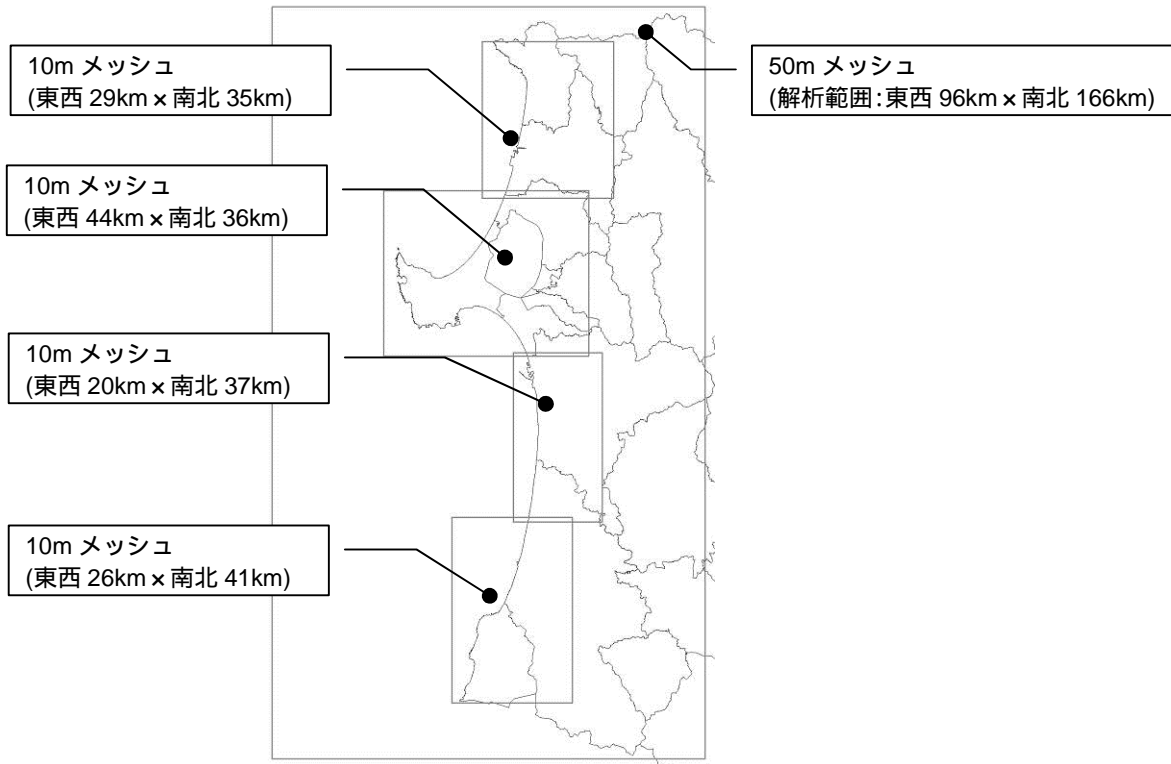 10m メッシュ
(東西 29km × 南北 35km)
50m メッシュ
(解析範囲:東西 96km × 南北 166km)
10m メッシュ
(東西 44km × 南北 36km)
10m メッシュ
(東西 20km × 南北 37km)
10m メッシュ
(東西 26km × 南北 41km)